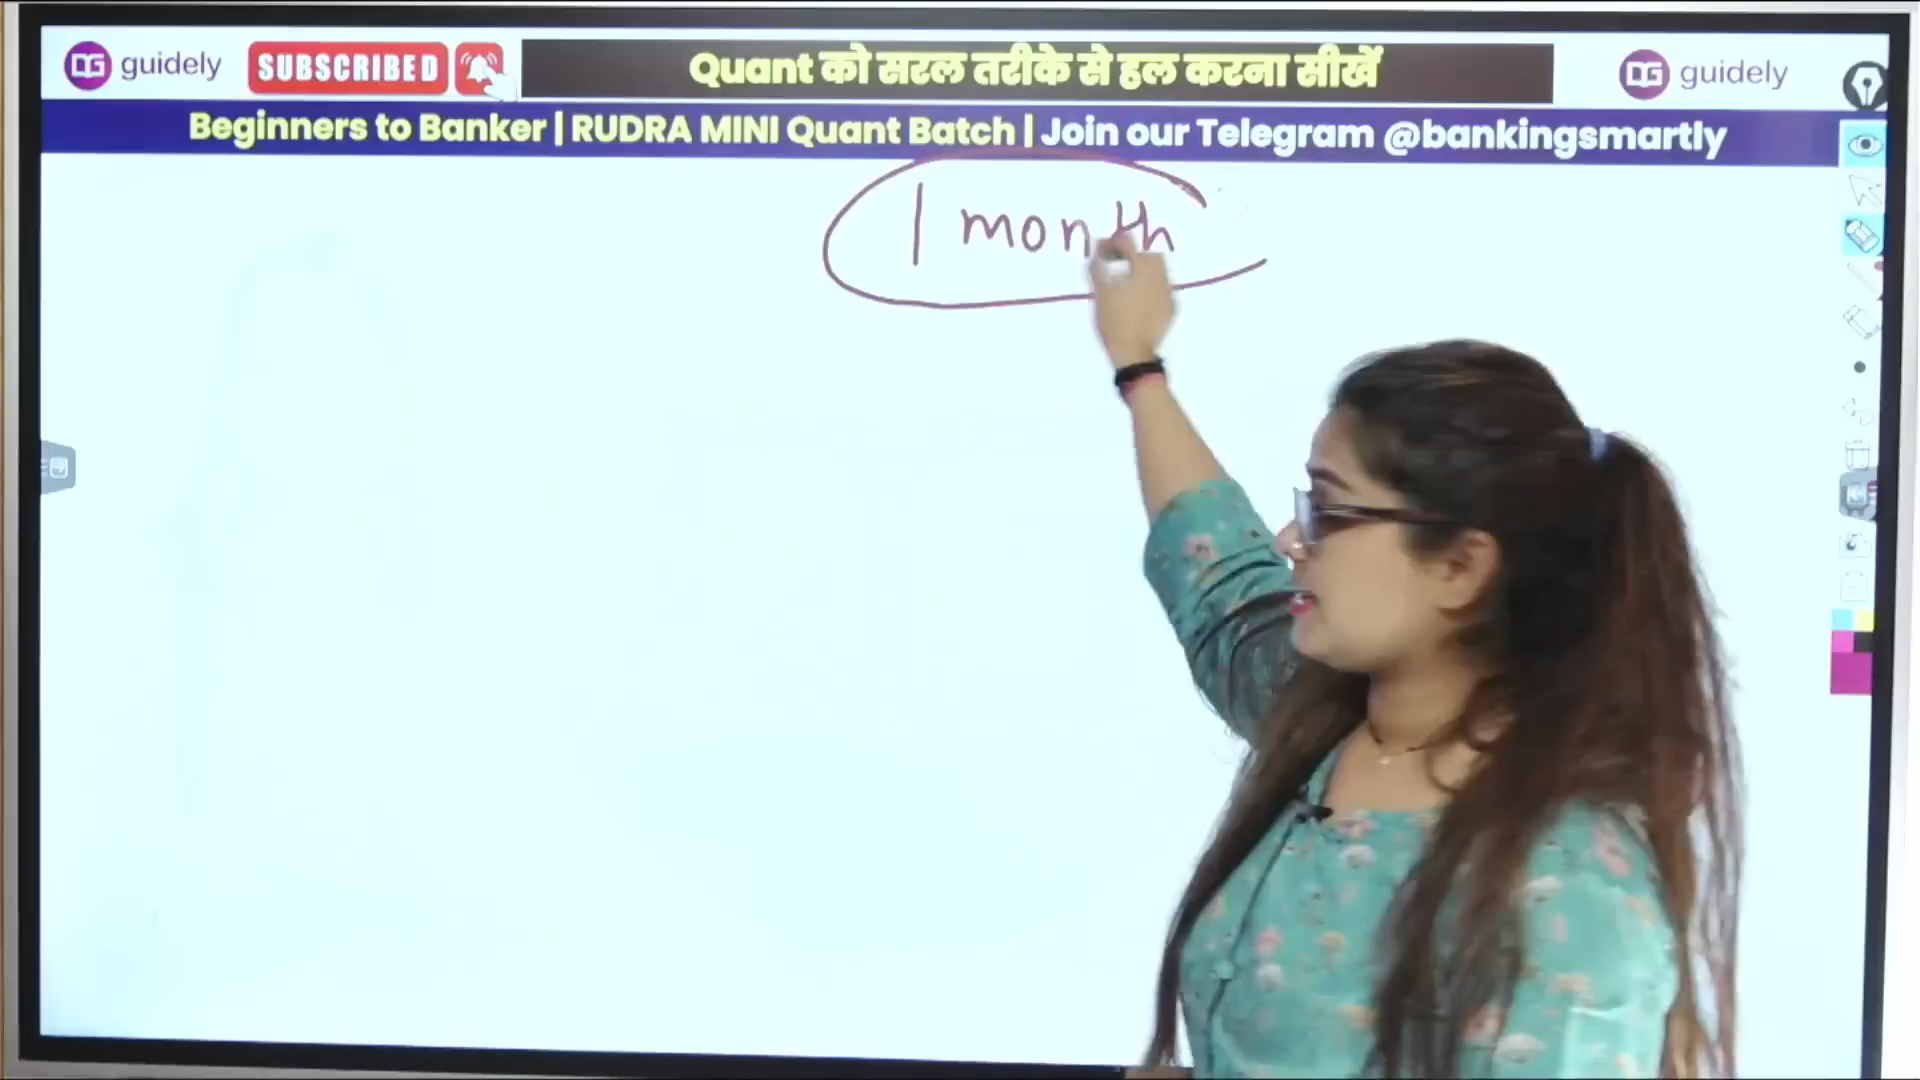 guidely SUBSCRIBED Quant को सरल तरीके से हल करना सीखें guidely
Beginners to Banker | RUDRA MINI Quant Batch | Join our Telegram @bankingsmartly
1 month